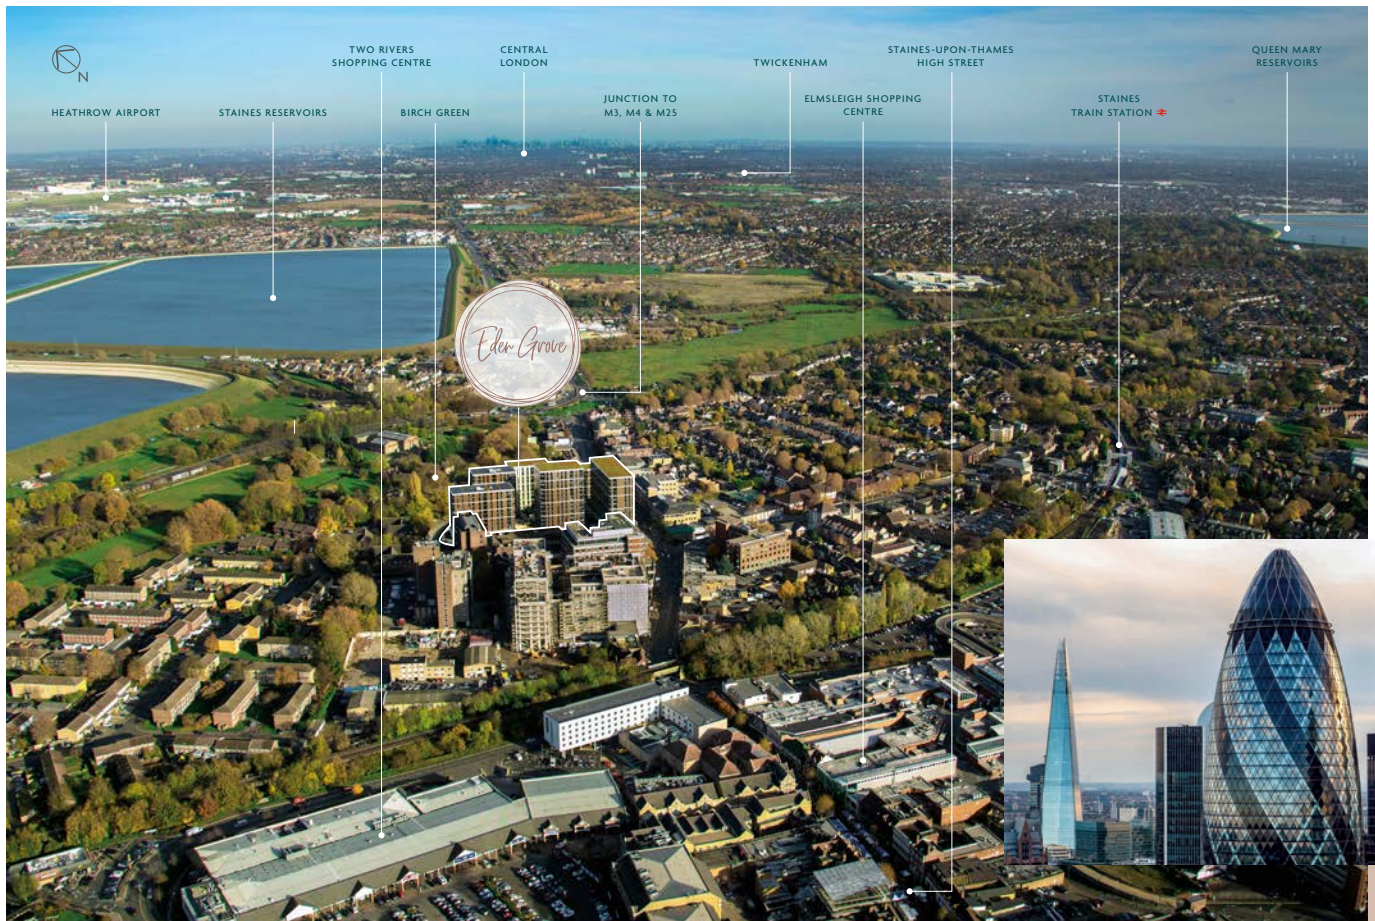 TWO RIVERS
SHOPPING CENTRE
CENTRAL
LONDON
TWICKENHAM
STAINES-UPON-THAMES
HIGH STREET
QUEEN MARY
RESERVOIRS
N
HEATHROW AIRPORT
STAINES RESERVOIRS
BIRCH GREEN
JUNCTION TO
M3, M4 & M25
ELMSLEIGH SHOPPING
CENTRE
STAINES
TRAIN STATION
Eden Grove